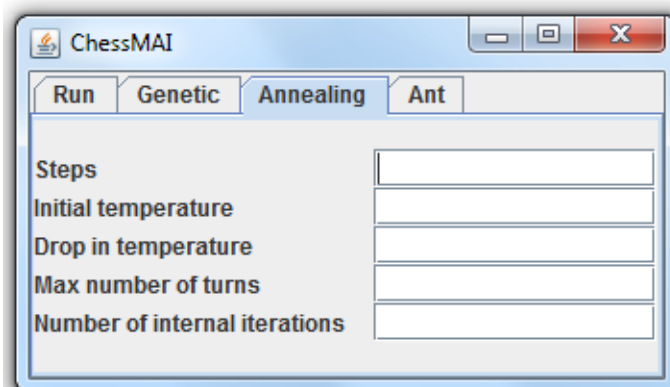 ChessMAI
Run Genetic Annealing Ant
Steps
Initial temperature
Drop in temperature
Max number of turns
Number of internal iterations